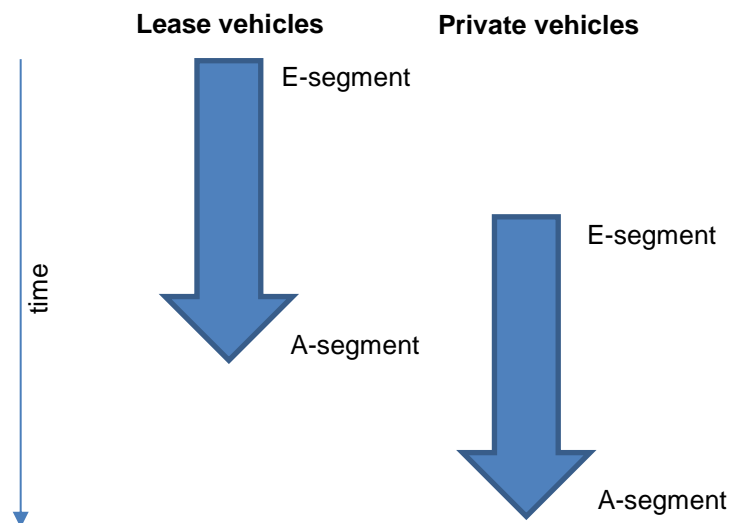 Lease vehicles
Private vehicles
E-segment
E-segment
time
A-segment
A-segment